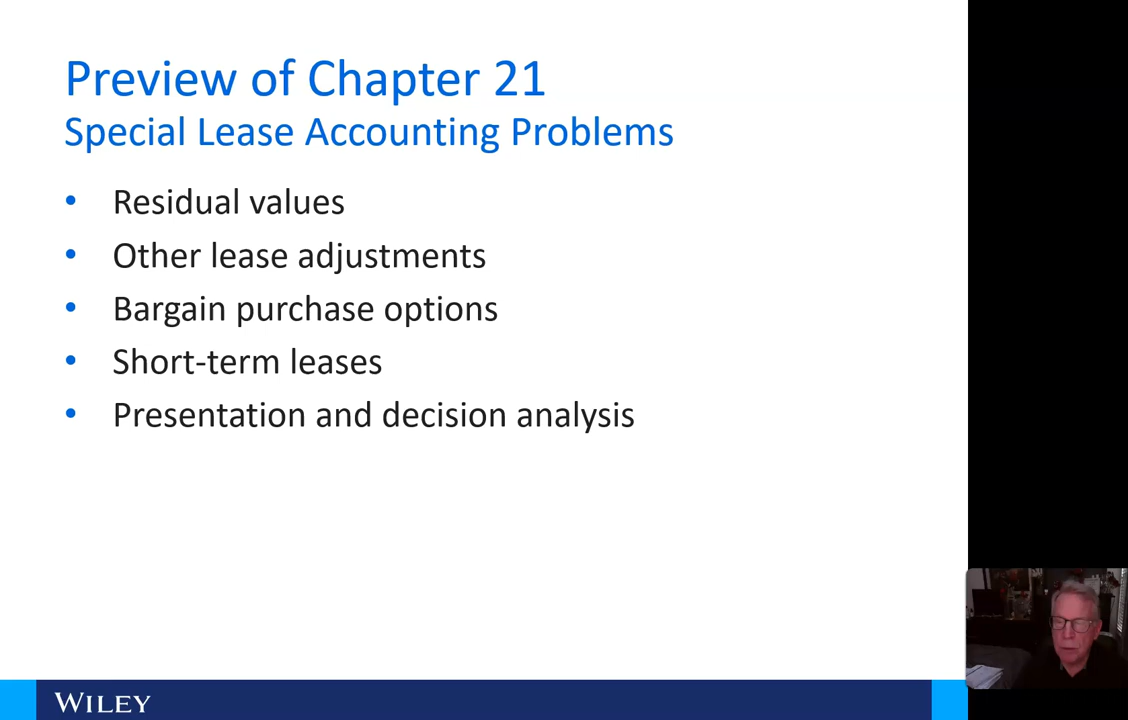 Preview of Chapter 21
Special Lease Accounting Problems
• Residual values
• Other lease adjustments
• Bargain purchase options
• Short-term leases
• Presentation and decision analysis
WILEY